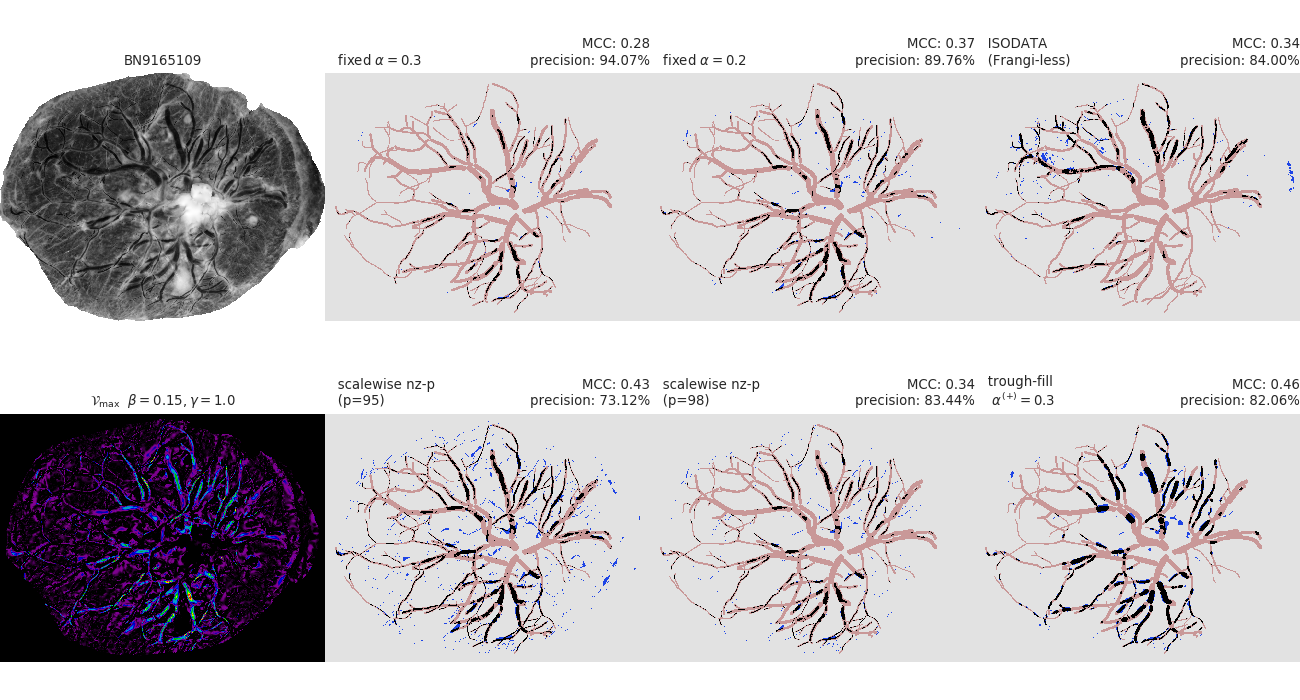 BN9165109
fixed α = 0.3
MCC: 0.28
precision: 94.07%
fixed α = 0.2
MCC: 0.37
precision: 89.76%
ISODATA
(Frangi-less)
MCC: 0.34
precision: 84.00%
𝒱max β = 0.15, γ = 1.0
scalewise nz-p
(p=95)
MCC: 0.43
precision: 73.12%
scalewise nz-p
(p=98)
MCC: 0.34
precision: 83.44%
trough-fill
α(+) = 0.3
MCC: 0.46
precision: 82.06%